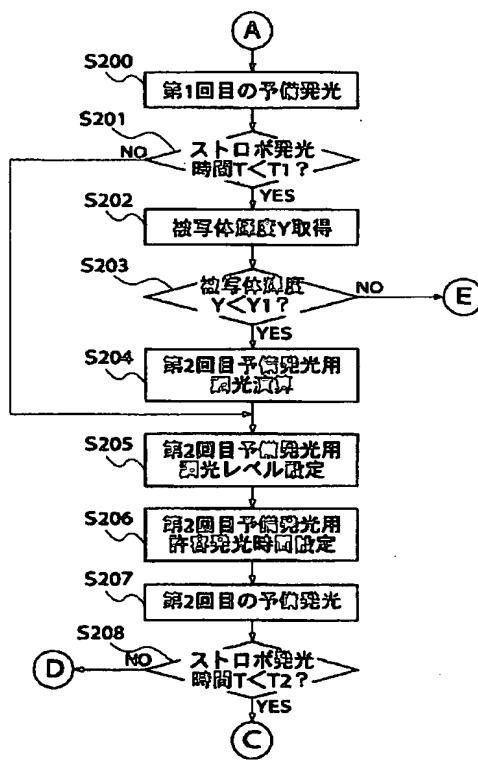 A
S200
第1回目の予備発光
S201
ストロボ発光
時間T<T1?
NO
YES
S202
被写体輝度Y取得
S203
被写体輝度
Y<Y1?
NO
E
YES
S204
第2回目予備発光用
調光演算
S205
第2回目予備発光用
調光レベル設定
S206
第2回目予備発光用
許容発光時間設定
S207
第2回目の予備発光
S208
ストロボ発光
時間T<T2?
NO
D
YES
C